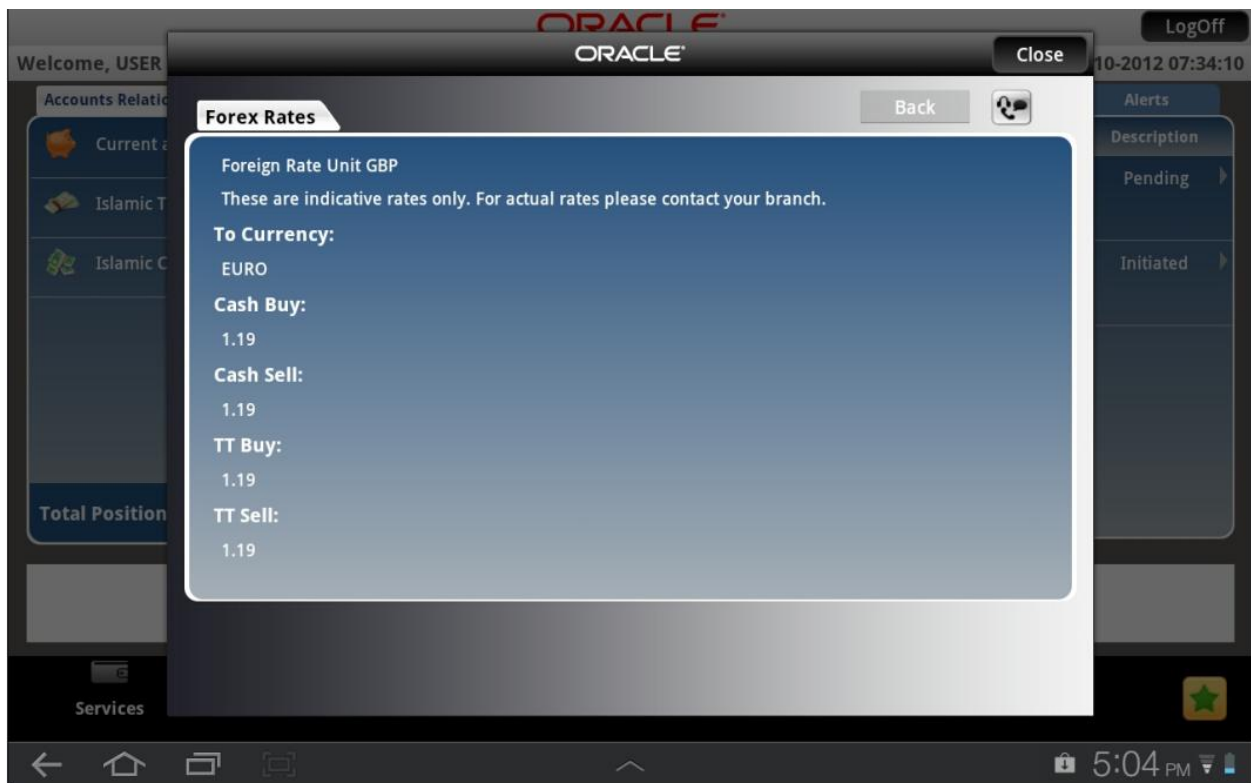 ORACLE
LogOff
ORACLE
Close
Welcome, USER
10-2012 07:34:10
Accounts
Alerts
Forex Rates
Back
Description
Current
Foreign Rate Unit GBP
Pending
These are indicative rates only. For actual rates please contact your branch.
Islamic T
To Currency:
EURO
Islamic C
Initiated
Cash Buy:
1.19
Cash Sell:
1.19
TT Buy:
1.19
Total Position
TT Sell:
1.19
Services
5:04 PM